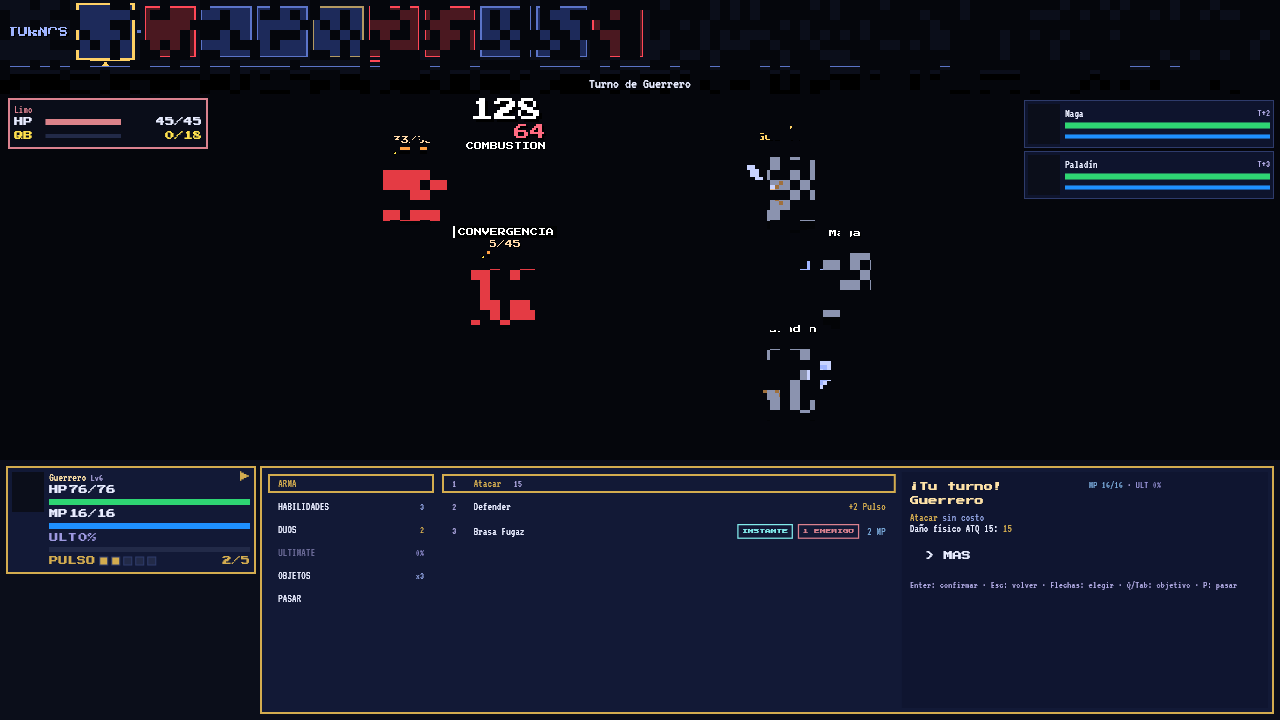 TURNOS
Turno de Guerrero
Limo
HP 45/45
QB 0/18
128
64
COMBUSTION
CONVERGENCIA
5/45
Maga T+2
Paladín T+3
Guerrero Lv6
HP 76/76
MP 16/16
ULT 0%
PULSO 2/5
ARMA
HABILIDADES 3
DUOS 2
ULTIMATE 0%
OBJETOS x3
PASAR
1 Atacar 15
2 Defender +2 Pulso
3 Brasa Fugaz INSTANTE 1 ENEMIGO 2 MP
¡Tu turno!
Guerrero
MP 16/16 · ULT 0%
Atacar sin costo
Daño físico ATQ 15: 15
> MAS
Enter: confirmar · Esc: volver · Flechas: elegir · Q/Tab: objetivo · P: pasar